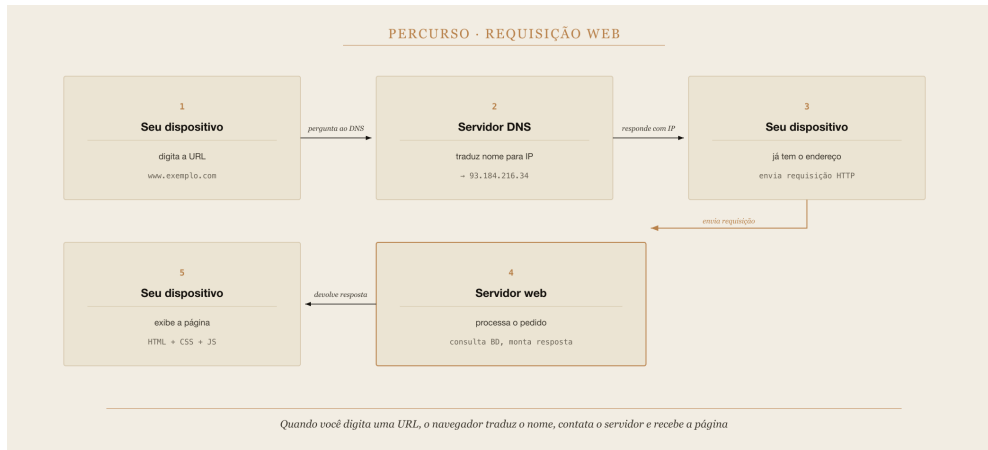 PERCURSO · REQUISIÇÃO WEB
1
Seu dispositivo
digita a URL
www.exemplo.com
pergunta ao DNS
2
Servidor DNS
traduz nome para IP
→ 93.184.216.34
responde com IP
3
Seu dispositivo
já tem o endereço
envia requisição HTTP
envia requisição
4
Servidor web
processa o pedido
consulta BD, monta resposta
devolve resposta
5
Seu dispositivo
exibe a página
HTML + CSS + JS
Quando você digita uma URL, o navegador traduz o nome, contata o servidor e recebe a página